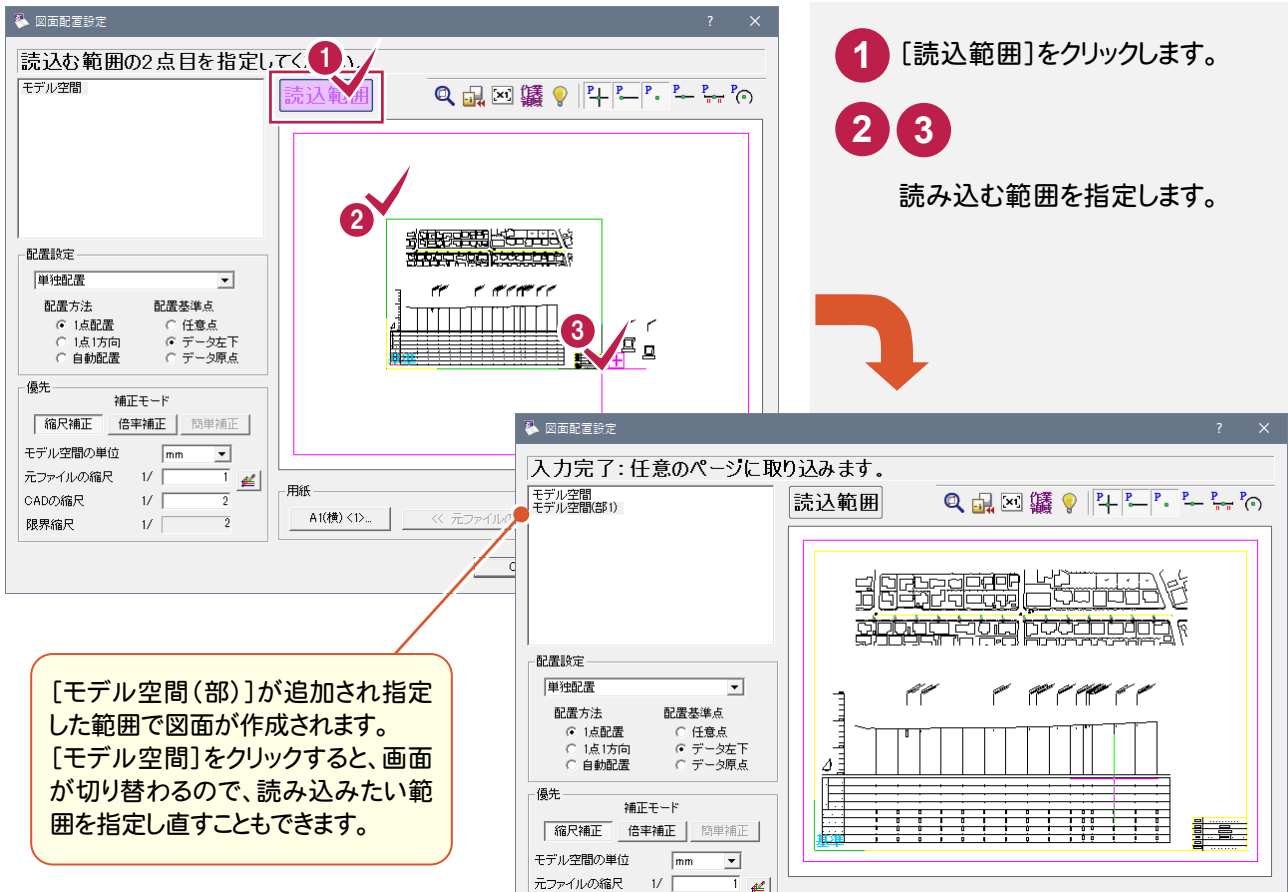 図面配置設定
? ×
読込む範囲の2点目を指定してく
1
モデル空間
読込範囲
×1
作業
P P P P P P
2
3
基準
配置設定
単独配置
配置方法 配置基準点
1点配置 任意点
1点1方向 データ左下
自動配置 データ原点
優先
補正モード
縮尺補正 倍率補正 簡単補正
モデル空間の単位 mm
元ファイルの縮尺 1/ 1
CADの縮尺 1/ 2
限界縮尺 1/ 2
用紙
A1(横) <1>... << 元ファイルの
1 [読込範囲]をクリックします。
2 3
読み込む範囲を指定します。
図面配置設定
? ×
入力完了: 任意のページに取り込みます。
モデル空間
モデル空間(部1)
読込範囲
×1
作業
P P P P P P
基準
配置設定
単独配置
配置方法 配置基準点
1点配置 任意点
1点1方向 データ左下
自動配置 データ原点
優先
補正モード
縮尺補正 倍率補正 簡単補正
モデル空間の単位 mm
元ファイルの縮尺 1/ 1
[モデル空間(部)]が追加され指定
した範囲で図面が作成されます。
[モデル空間]をクリックすると、画面
が切り替わるので、読み込みたい範
囲を指定し直すこともできます。